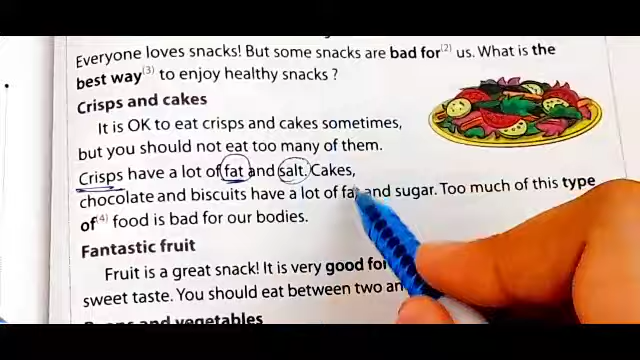 Everyone loves snacks! But some snacks are bad for(2) us. What is the
best way(3) to enjoy healthy snacks ?
Crisps and cakes
It is OK to eat crisps and cakes sometimes,
but you should not eat too many of them.
Crisps have a lot of fat and salt. Cakes,
chocolate and biscuits have a lot of fat and sugar. Too much of this type
of(4) food is bad for our bodies.
Fantastic fruit
Fruit is a great snack! It is very good for
sweet taste. You should eat between two an
and vegetables